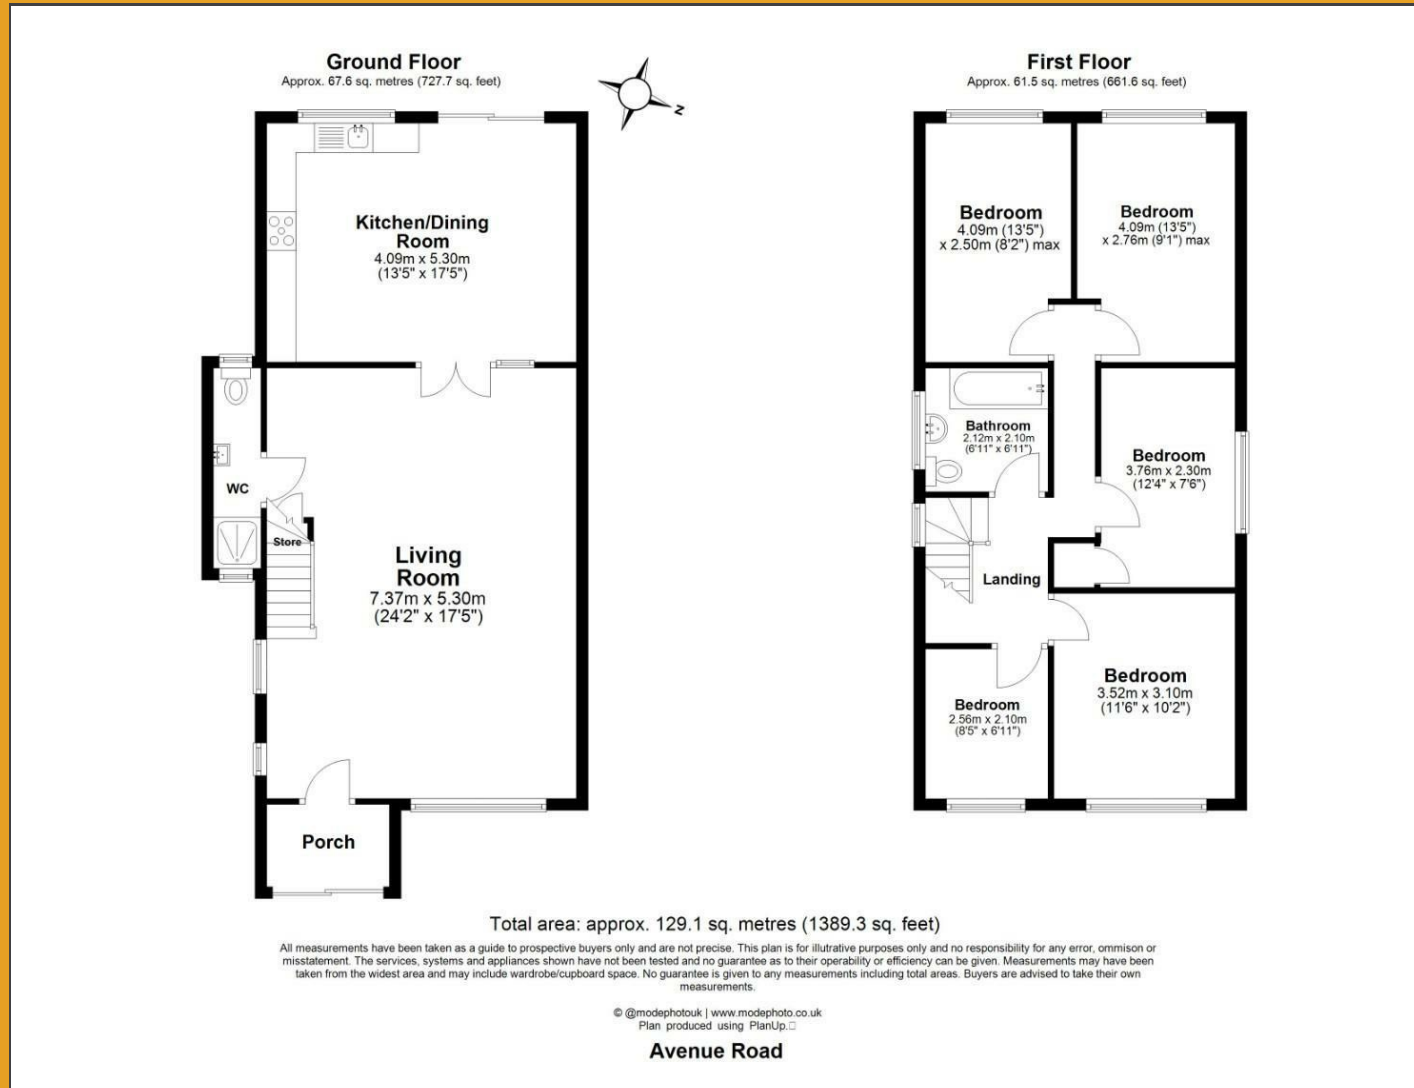 Ground Floor
Approx. 67.6 sq. metres (727.7 sq. feet)
N
Kitchen/Dining
Room
4.09m x 5.30m
(13'5" x 17'5")
WC
Store
Living
Room
7.37m x 5.30m
(24'2" x 17'5")
Porch
First Floor
Approx. 61.5 sq. metres (661.6 sq. feet)
Bedroom
4.09m (13'5")
x 2.50m (8'2") max
Bedroom
4.09m (13'5")
x 2.76m (9'1") max
Bathroom
2.12m x 2.10m
(6'11" x 6'11")
Bedroom
3.76m x 2.30m
(12'4" x 7'6")
Landing
Bedroom
2.56m x 2.10m
(8'5" x 6'11")
Bedroom
3.52m x 3.10m
(11'6" x 10'2")
Total area: approx. 129.1 sq. metres (1389.3 sq. feet)
All measurements have been taken as a guide to prospective buyers only and are not precise. This plan is for illutrative purposes only and no responsibility for any error, ommison or
misstatement. The services, systems and appliances shown have not been tested and no guarantee as to their operability or efficiency can be given. Measurements may have been
taken from the widest area and may include wardrobe/cupboard space. No guarantee is given to any measurements including total areas. Buyers are advised to take their own
measurements.
© @modephotouk | www.modephoto.co.uk
Plan produced using PlanUp.□
Avenue Road